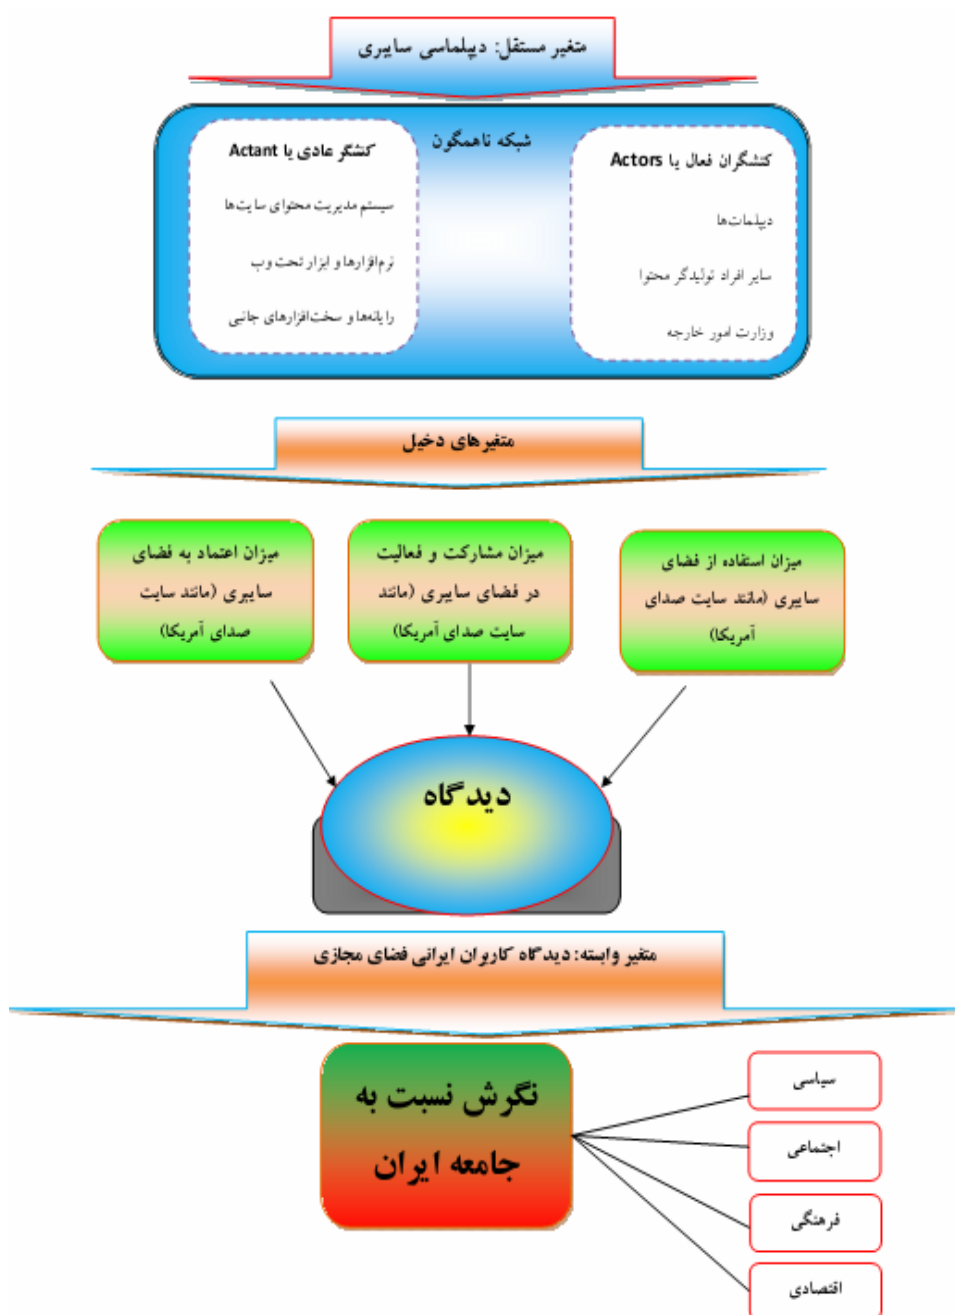 متغیر مستقل: دیپلماسی سایبری
شبکه ناهمگون
کنشگران فعال یا Actors
دیپلمات‌ها
سایر افراد تولیدگر محتوا
وزارت امور خارجه
کنشگر عادی یا Actant
سیستم مدیریت محتوای سایت‌ها
نرم‌افزارها و ابزار تحت وب
رایانه‌ها و سخت‌افزارهای جانبی
متغیرهای دخیل
میزان استفاده از فضای
سایبری (مانند سایت صدای
آمریکا)
میزان مشارکت و فعالیت
در فضای سایبری (مانند
سایت صدای آمریکا)
میزان اعتماد به فضای
سایبری (مانند سایت
صدای آمریکا)
دیدگاه
متغیر وابسته: دیدگاه کاربران ایرانی فضای مجازی
نگرش نسبت به
جامعه ایران
سیاسی
اجتماعی
فرهنگی
اقتصادی